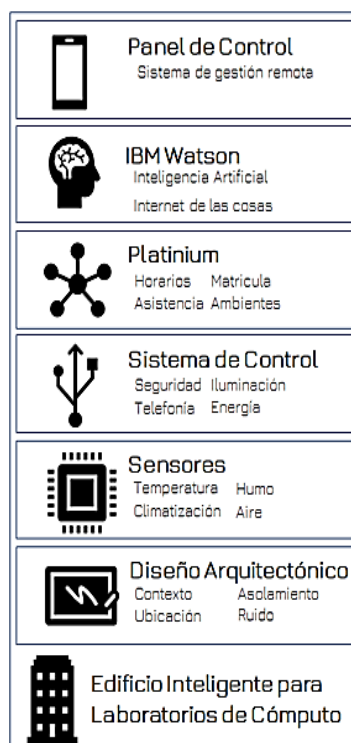 Panel de Control
Sistema de gestión remota
IBM Watson
Inteligencia Artificial
Internet de las cosas
Platinium
Horarios Matricula
Asistencia Ambientes
Sistema de Control
Seguridad Iluminación
Telefonía Energía
Sensores
Temperatura Humo
Climatización Aire
Diseño Arquitectónico
Contexto Asolamiento
Ubicación Ruido
Edificio Inteligente para
Laboratorios de Cómputo